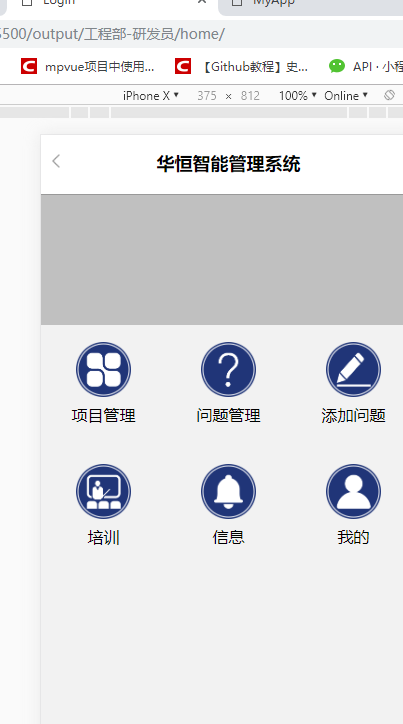 Login × MyApp
5500/output/工程部-研发员/home/
mpvue项目中使用... 【Github教程】史... API · 小程
iPhone X ▼ 375 × 812 100% ▼ Online ▼
华恒智能管理系统
项目管理 问题管理 添加问题
培训 信息 我的